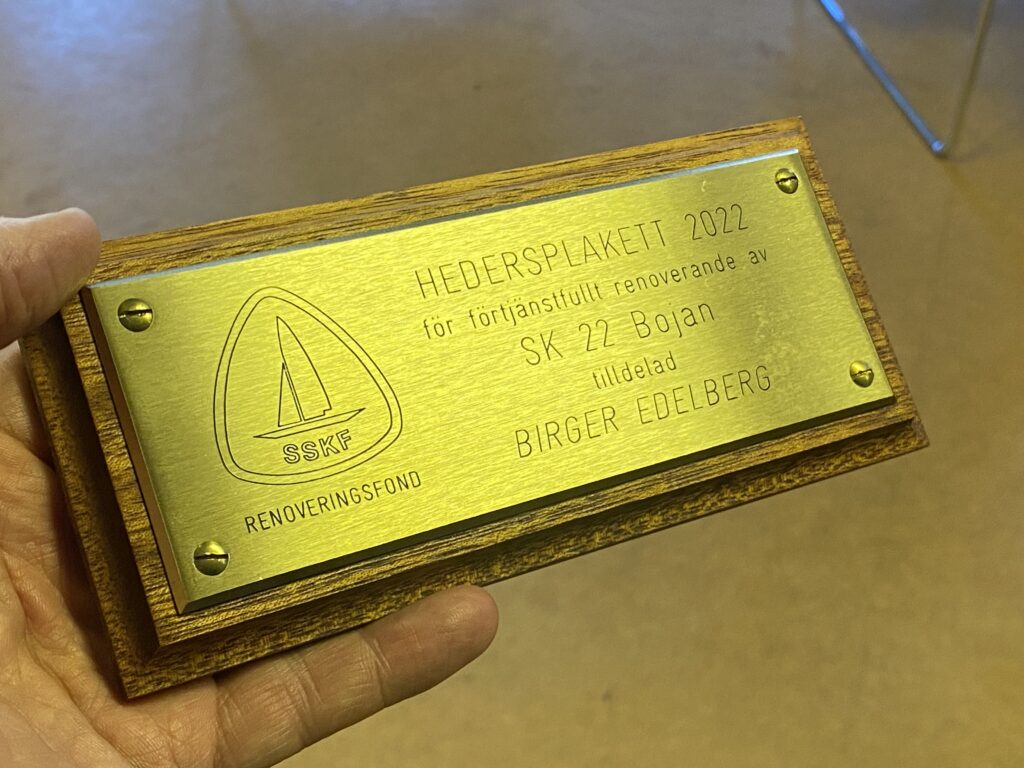 SSKF
RENOVERINGSFOND
HEDERSPLAKETT 2022
för förtjänstfullt renoverande av
SK 22 Bojan
tilldelad
BIRGER EDELBERG